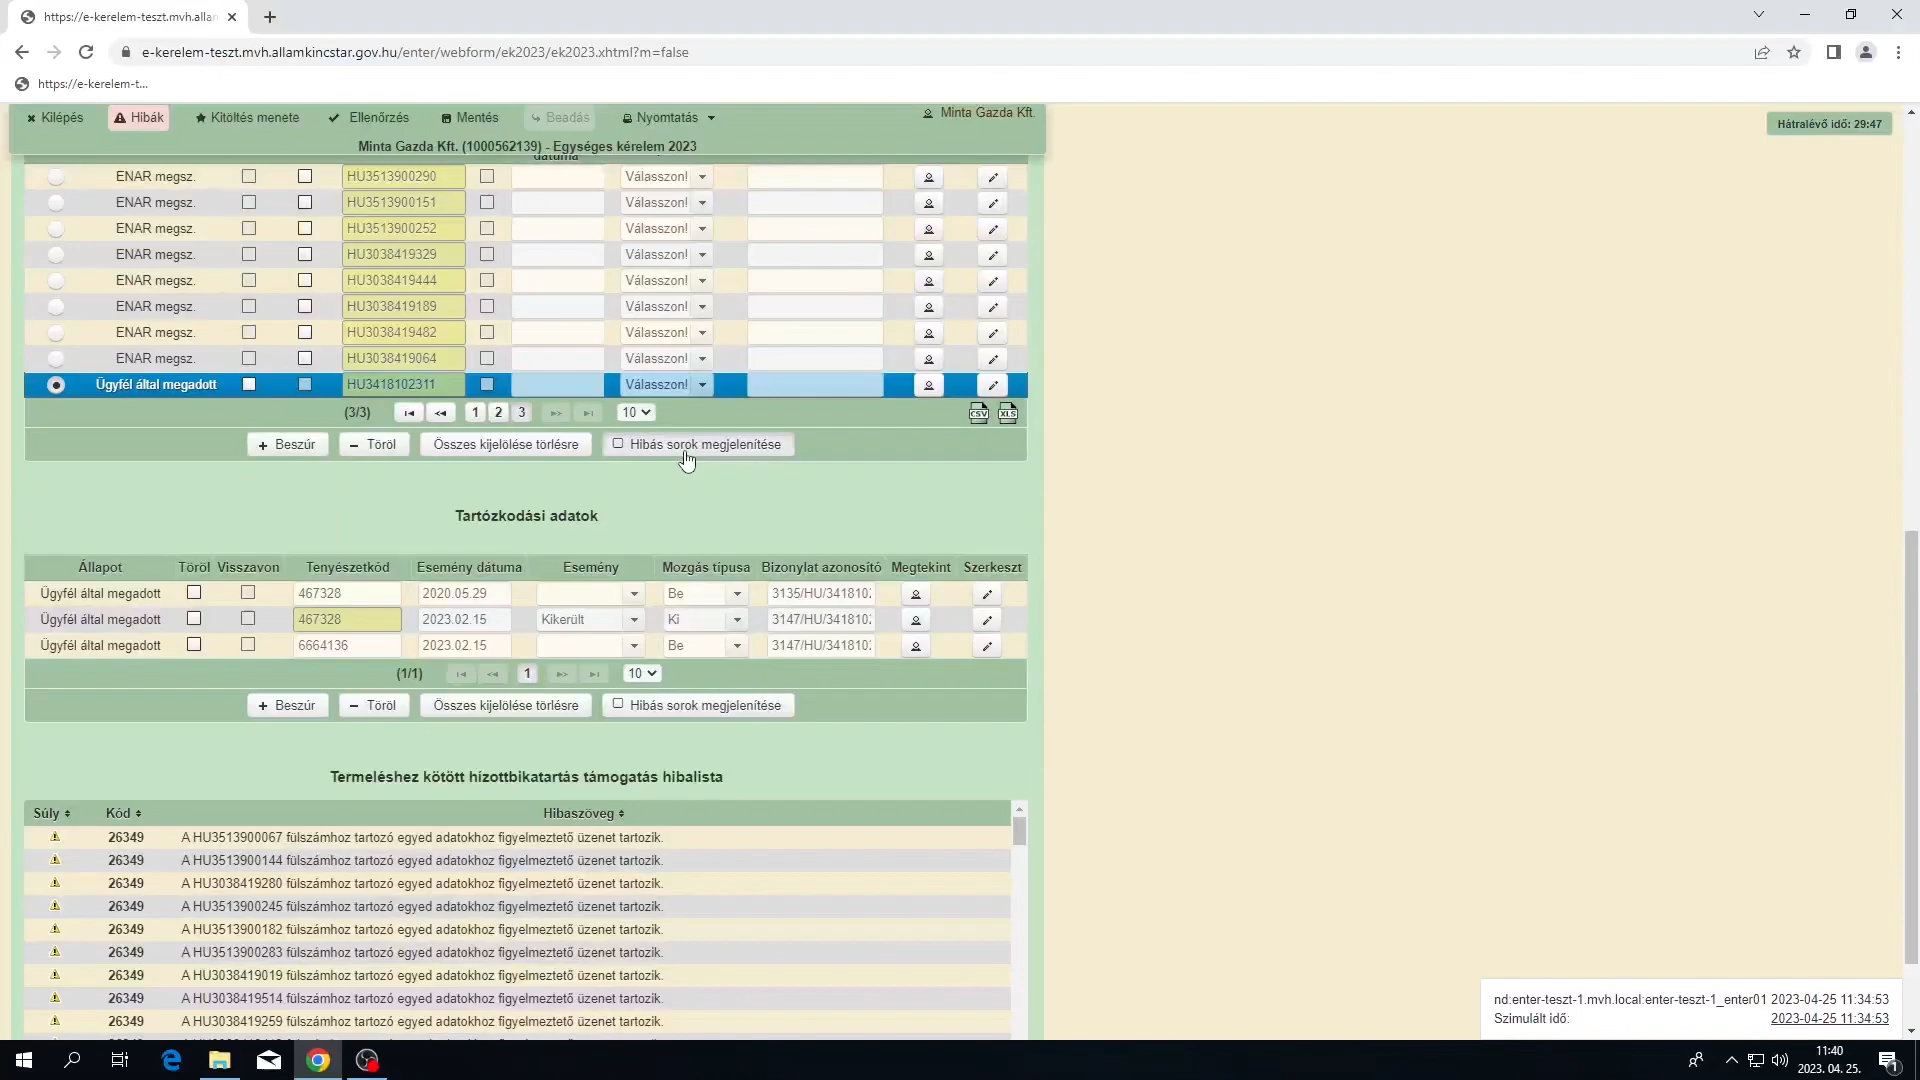 https://e-kerelem-teszt.mvh.allan
e-kerelem-teszt.mvh.allamkincstar.gov.hu/enter/webform/ek2023/ek2023.xhtml?m=false
https://e-kerelem-t...
Kilépés Hibák Kitöltés menete Ellenőrzés Mentés Beadás Nyomtatás Minta Gazda Kft.
Hátralévő idő: 29:47
Minta Gazda Kft. (1000562139) - Egységes kérelem 2023
dátuma
ENAR megsz. HU3513900290 Válasszon!
ENAR megsz. HU3513900151 Válasszon!
ENAR megsz. HU3513900252 Válasszon!
ENAR megsz. HU3038419329 Válasszon!
ENAR megsz. HU3038419444 Válasszon!
ENAR megsz. HU3038419189 Válasszon!
ENAR megsz. HU3038419482 Válasszon!
ENAR megsz. HU3038419064 Válasszon!
Ügyfél által megadott HU3418102311 Válasszon!
(3/3) 1 2 3 10 CSV XLS
+ Beszúr − Töröl Összes kijelölése törlésre Hibás sorok megjelenítése
Tartózkodási adatok
Állapot Töröl Visszavon Tenyészetkód Esemény dátuma Esemény Mozgás típusa Bizonylat azonosító Megtekint Szerkeszt
Ügyfél által megadott 467328 2020.05.29 Be 3135/HU/341810
Ügyfél által megadott 467328 2023.02.15 Kikerült Ki 3147/HU/341810
Ügyfél által megadott 6664136 2023.02.15 Be 3147/HU/341810
(1/1) 1 10
+ Beszúr − Töröl Összes kijelölése törlésre Hibás sorok megjelenítése
Termeléshez kötött hízottbikatartás támogatás hibalista
Súly Kód Hibaszöveg
26349 A HU3513900067 fülszámhoz tartozó egyed adatokhoz figyelmeztető üzenet tartozik.
26349 A HU3513900144 fülszámhoz tartozó egyed adatokhoz figyelmeztető üzenet tartozik.
26349 A HU3038419280 fülszámhoz tartozó egyed adatokhoz figyelmeztető üzenet tartozik.
26349 A HU3513900245 fülszámhoz tartozó egyed adatokhoz figyelmeztető üzenet tartozik.
26349 A HU3513900182 fülszámhoz tartozó egyed adatokhoz figyelmeztető üzenet tartozik.
26349 A HU3513900283 fülszámhoz tartozó egyed adatokhoz figyelmeztető üzenet tartozik.
26349 A HU3038419019 fülszámhoz tartozó egyed adatokhoz figyelmeztető üzenet tartozik.
26349 A HU3038419514 fülszámhoz tartozó egyed adatokhoz figyelmeztető üzenet tartozik.
26349 A HU3038419259 fülszámhoz tartozó egyed adatokhoz figyelmeztető üzenet tartozik.
nd:enter-teszt-1.mvh.local:enter-teszt-1_enter01 2023-04-25 11:34:53
Szimulált idő: 2023-04-25 11:34:53
11:40
2023. 04. 25.
1